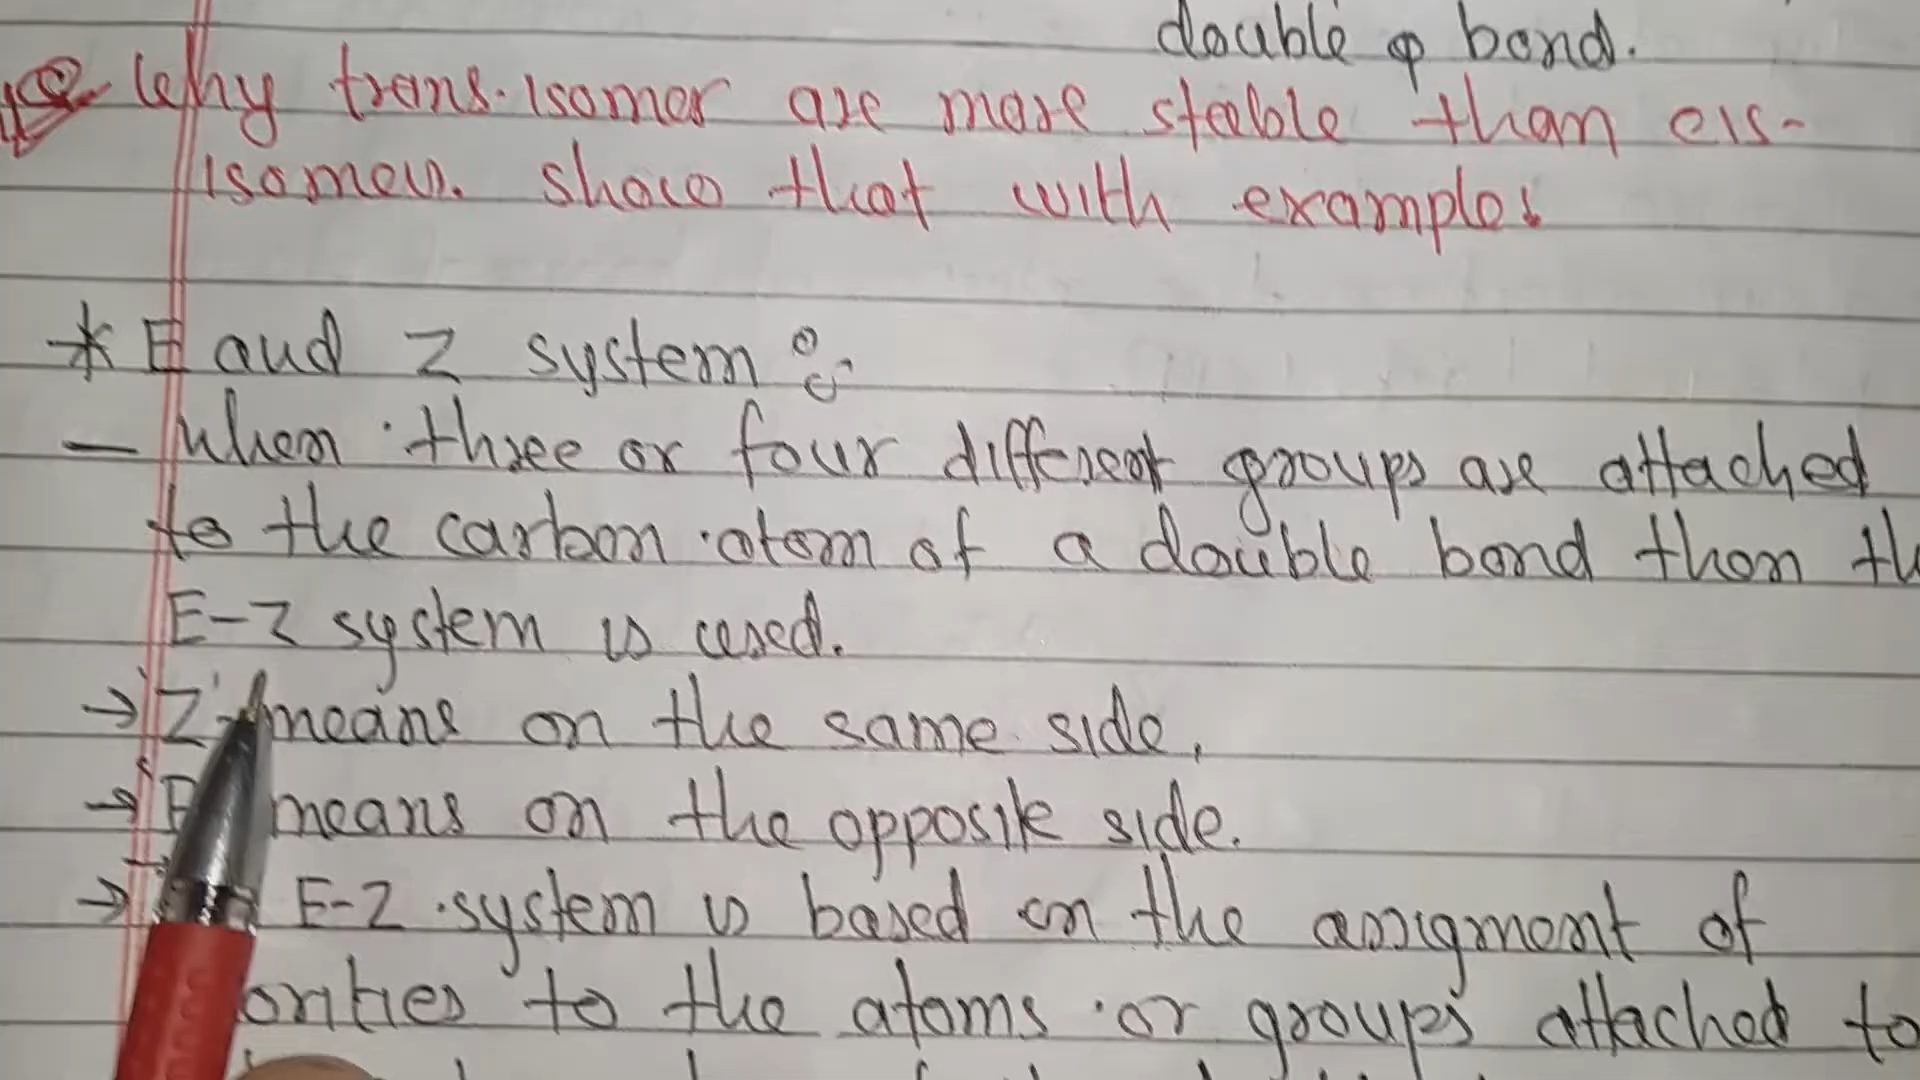 double bond.
Why trans-isomer are more stable than cis-
isomer. show that with examples
* E and Z system :-
- when three or four different groups are attached
to the carbon atom of a double bond then
E-Z system is used.
→ 'Z' means on the same side,
→ 'E' means on the opposite side.
→ E-Z system is based on the assigment of
to the atoms or groups attached to